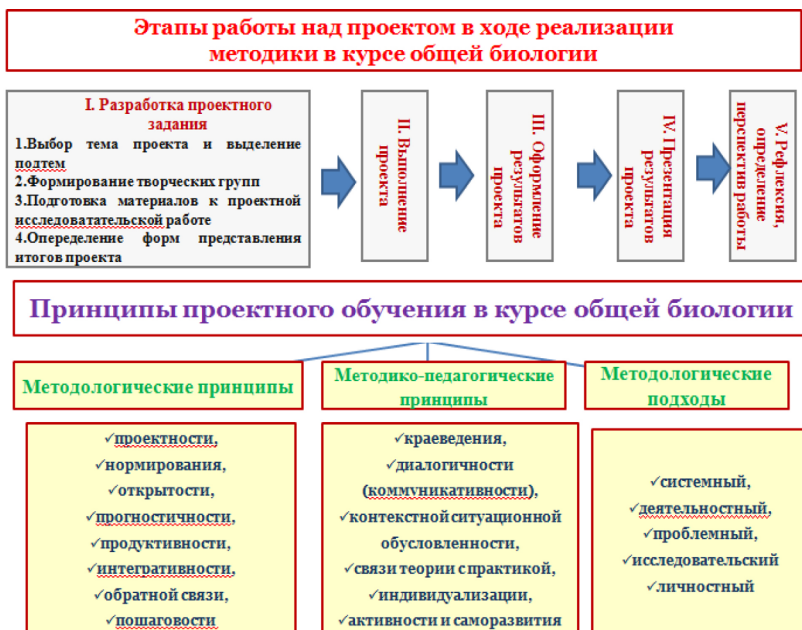 Этапы работы над проектом в ходе реализации
методики в курсе общей биологии
I. Разработка проектного
задания
1.Выбор тема проекта и выделение
подтем
2.Формирование творческих групп
3.Подготовка материалов к проектной
исследоватательской работе
4.Опеределение форм представления
итогов проекта
II. Выполнение
проекта
III. Оформление
результатов
проекта
IV. Презентация
результатов
проекта
V. Рефлексия,
определение
перспектив работы
Принципы проектного обучения в курсе общей биологии
Методологические принципы
✓проектности,
✓нормирования,
✓открытости,
✓прогностичности,
✓продуктивности,
✓интегративности,
✓обратной связи,
✓пошаговости
Методико-педагогические
принципы
✓краеведения,
✓диалогичности
(коммуникативности),
✓контекстной ситуационной
обусловленности,
✓связи теории с практикой,
✓индивидуализации,
✓активности и саморазвития
Методологические
подходы
✓системный,
✓деятельностный,
✓проблемный,
✓исследовательский
✓личностный